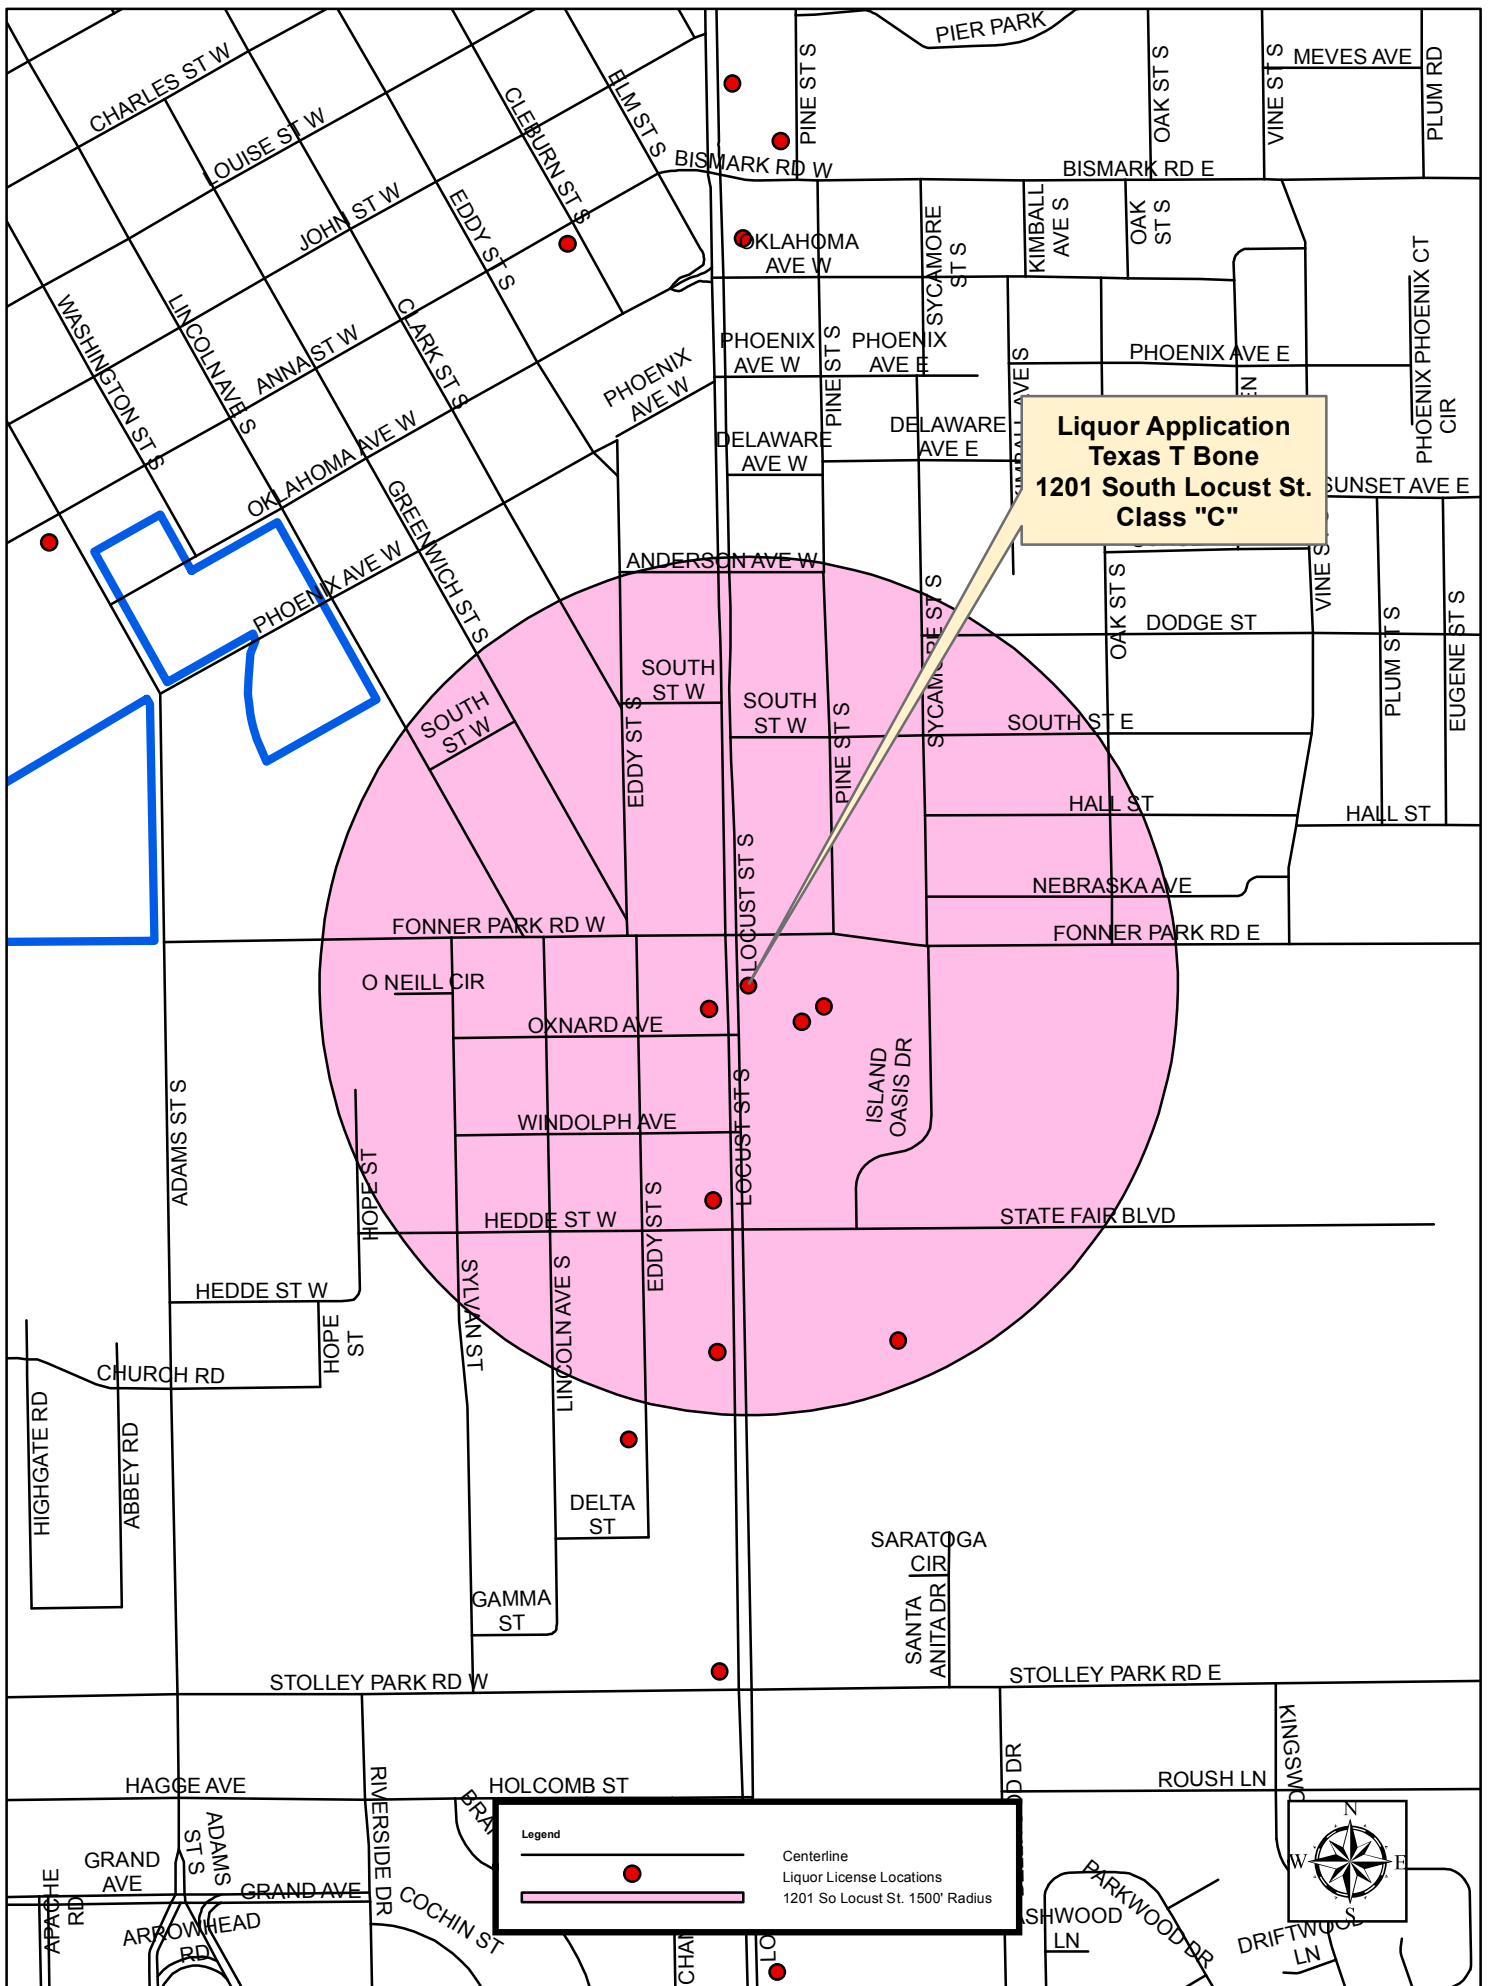 PIER PARK
MEVES AVE
CHARLES ST W
PINE ST S
OAK ST S
VINE ST S
PLUM RD
LOUISE ST W
CLEBURN ST S
ELM ST S
BISMARK RD W
BISMARK RD E
JOHN ST W
EDDY ST S
OKLAHOMA
AVE W
SYCAMORE
ST S
KIMBALL
AVE S
OAK
ST S
PHOENIX CT
WASHINGTON ST S
LINCOLN AVE S
ANNA ST W
CLARK ST S
PHOENIX
AVE W
PHOENIX
AVE W
PINE ST S
PHOENIX
AVE E
PHOENIX AVE E
PHOENIX
CIR
OKLAHOMA AVE W
DELAWARE
AVE W
DELAWARE
AVE E
Liquor Application
Texas T Bone
1201 South Locust St.
Class "C"
SUNSET AVE E
GREENWICH ST S
PHOENIX AVE W
ANDERSON AVE W
SYCAMORE ST S
OAK ST S
DODGE ST
PLUM ST S
EUGENE ST S
SOUTH
ST W
SOUTH
ST W
SOUTH
ST W
EDDY ST S
PINE ST S
SOUTH ST E
HALL ST
HALL ST
LOCUST ST S
NEBRASKA AVE
FONNER PARK RD W
FONNER PARK RD E
O NEILL CIR
OXNARD AVE
ISLAND
OASIS DR
ADAMS ST S
HOPE ST
WINDOLPH AVE
LOCUST ST S
HEDDE ST W
EDDY ST S
STATE FAIR BLVD
HEDDE ST W
HOPE
ST
SYLVAN ST
LINCOLN AVE S
CHURCH RD
HIGHGATE RD
ABBEY RD
DELTA
ST
SARATOGA
CIR
GAMMA
ST
SANTA
ANITA DR
STOLLEY PARK RD W
STOLLEY PARK RD E
HAGGE AVE
RIVERSIDE DR
HOLCOMB ST
ROUSH LN
ADAMS
ST S
GRAND
AVE
GRAND AVE
APACHE
RD
ARROWHEAD
RD
COCHIN ST
Legend
Centerline
Liquor License Locations
1201 So Locust St. 1500' Radius
PARKWOOD DR
LN
LN
N
W
E
S